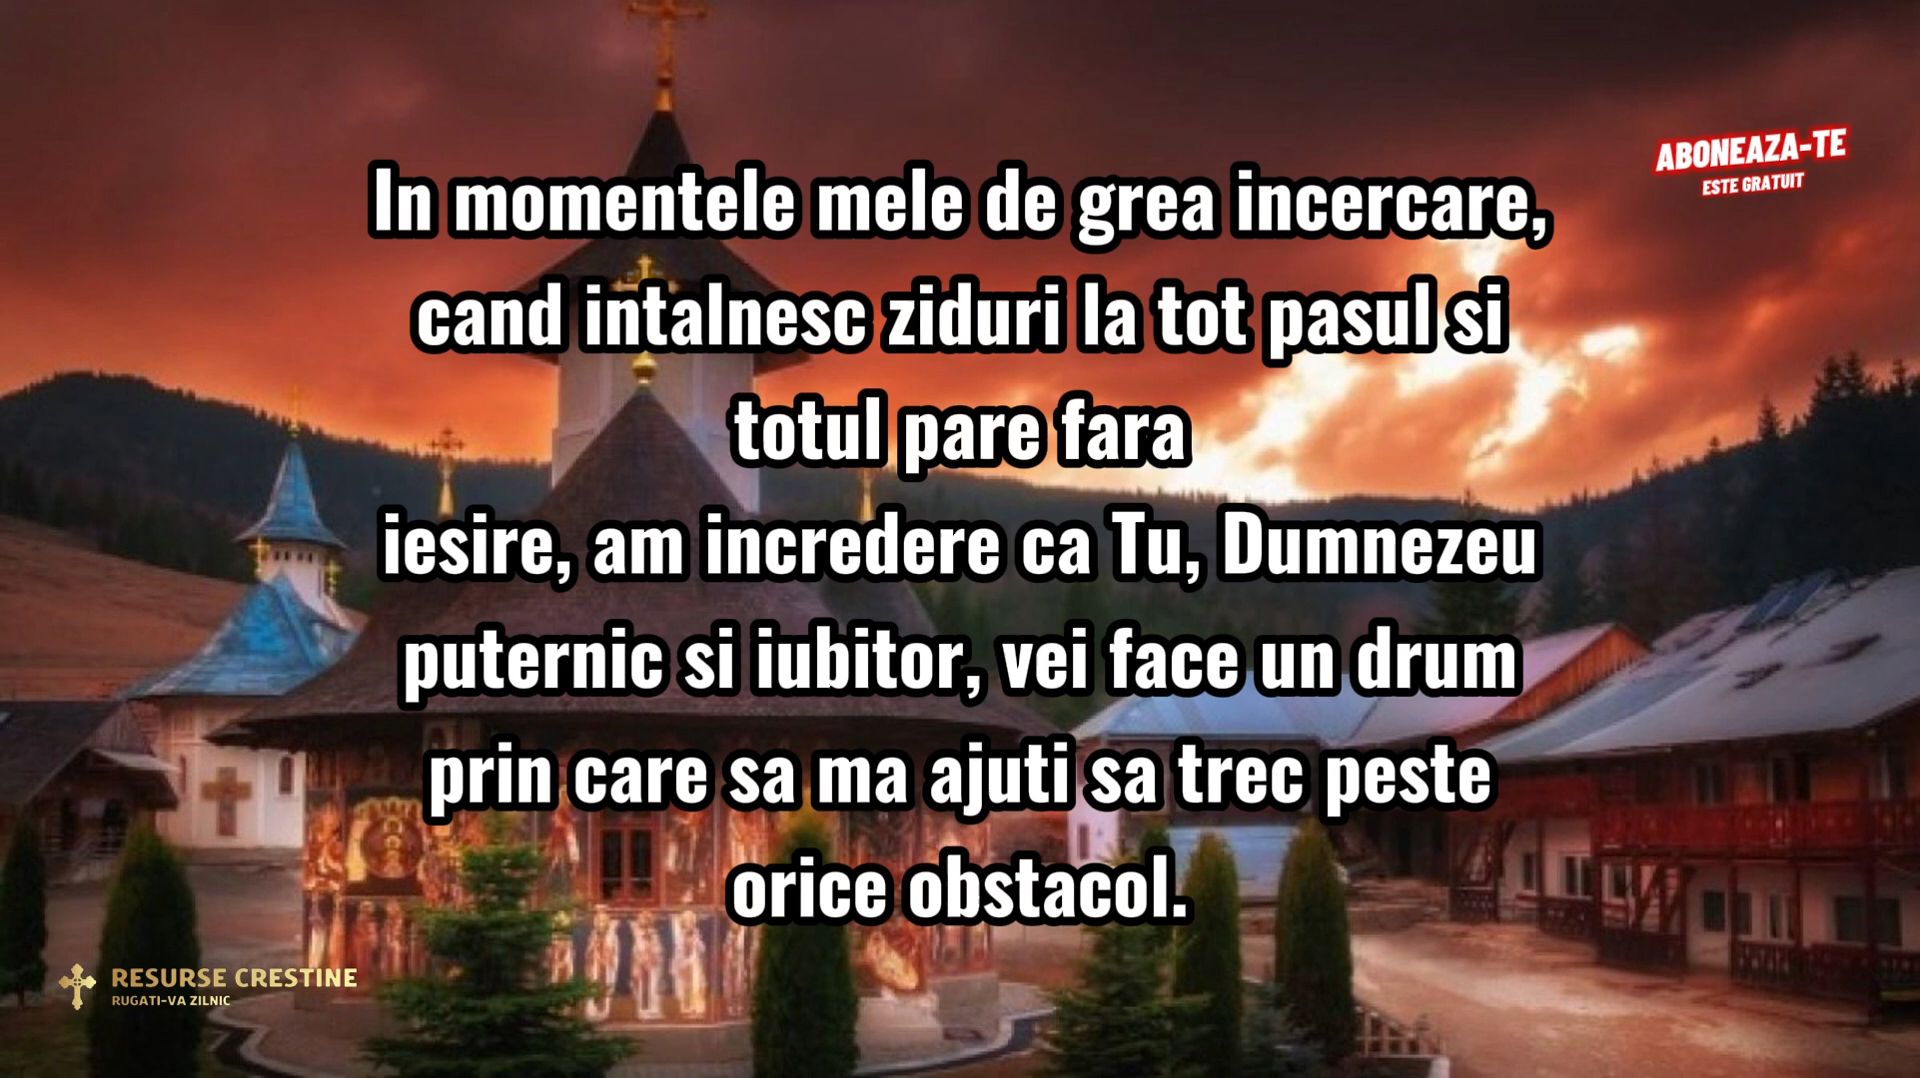 ABONEAZA-TE
ESTE GRATUIT
In momentele mele de grea incercare,
cand intalnesc ziduri la tot pasul si
totul pare fara
iesire, am incredere ca Tu, Dumnezeu
puternic si iubitor, vei face un drum
prin care sa ma ajuti sa trec peste
orice obstacol.
RESURSE CRESTINE
RUGATI-VA ZILNIC